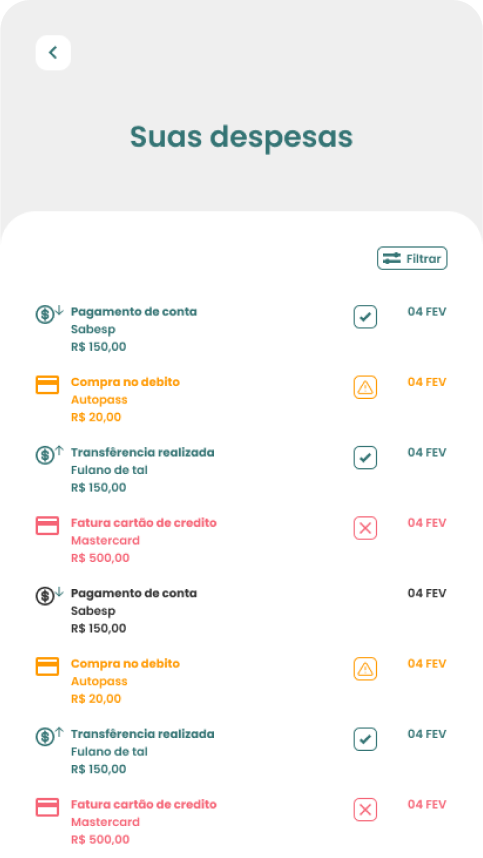 Suas despesas
Filtrar
Pagamento de conta 04 FEV
Sabesp
R$ 150,00
Compra no debito 04 FEV
Autopass
R$ 20,00
Transfêrencia realizada 04 FEV
Fulano de tal
R$ 150,00
Fatura cartão de credito 04 FEV
Mastercard
R$ 500,00
Pagamento de conta 04 FEV
Sabesp
R$ 150,00
Compra no debito 04 FEV
Autopass
R$ 20,00
Transfêrencia realizada 04 FEV
Fulano de tal
R$ 150,00
Fatura cartão de credito 04 FEV
Mastercard
R$ 500,00